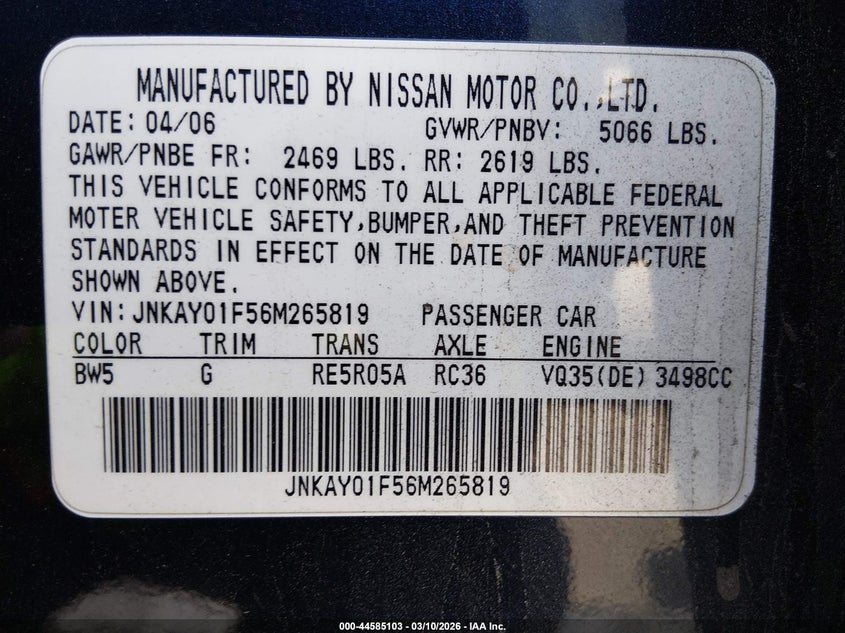 MANUFACTURED BY NISSAN MOTOR CO.,LTD.
DATE: 04/06 GVWR/PNBV: 5066 LBS.
GAWR/PNBE FR: 2469 LBS. RR: 2619 LBS.
THIS VEHICLE CONFORMS TO ALL APPLICABLE FEDERAL
MOTER VEHICLE SAFETY,BUMPER,AND THEFT PREVENTION
STANDARDS IN EFFECT ON THE DATE OF MANUFACTURE
SHOWN ABOVE.
VIN: JNKAY01F56M265819 PASSENGER CAR
COLOR TRIM TRANS AXLE ENGINE
BW5 G RE5R05A RC36 VQ35(DE) 3498CC
JNKAY01F56M265819
000-44585103 - 03/10/2026 - IAA Inc.